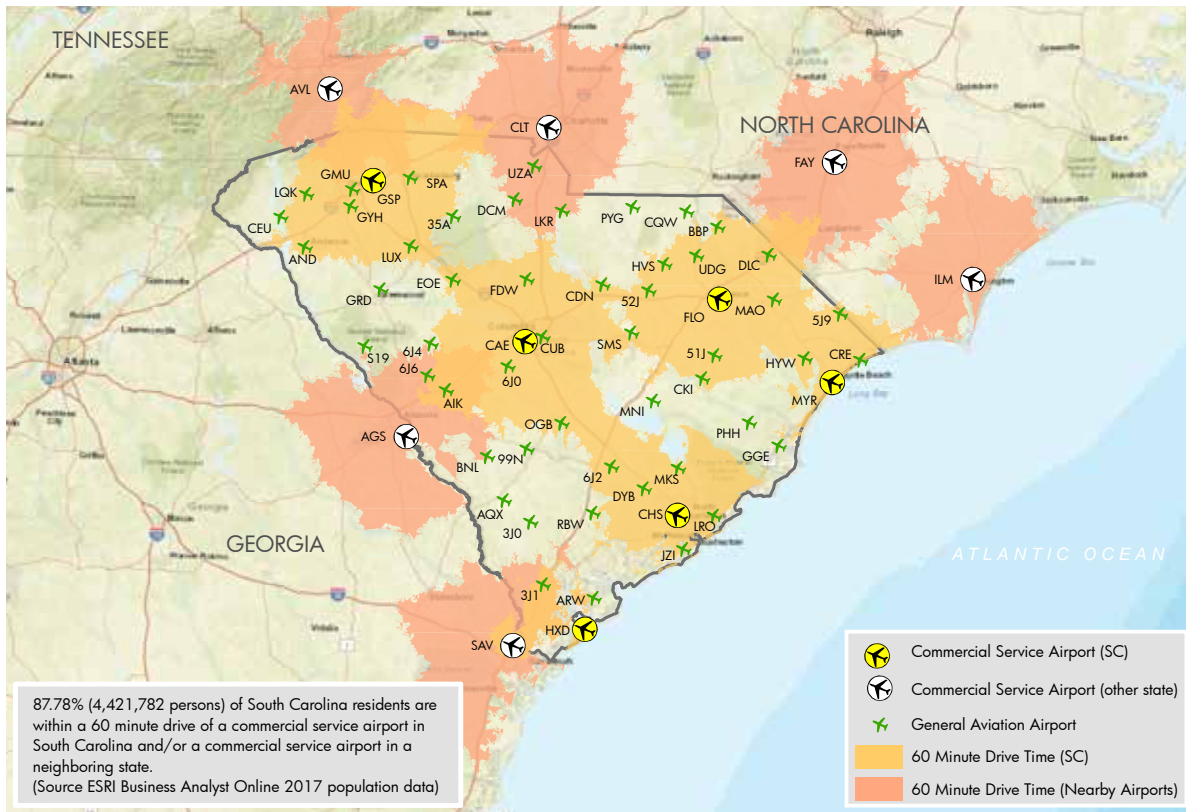 TENNESSEE
Raleigh
AVL
CLT
NORTH CAROLINA
FAY
UZA
GMU
SPA
LQK
GSP
DCM
GYH
35A
LKR
PYG
CQW
CEU
BBP
AND
LUX
HVS
UDG
DLC
EOE
FDW
CDN
ILM
GRD
52J
MAO
FLO
5J9
CAE
CUB
SMS
S19
6J4
51J
HYW
CRE
6J6
6J0
Atlanta
AIK
CKI
MYR
MNI
OGB
PHH
AGS
GGE
BNL
99N
6J2
MKS
DYB
AQX
CHS
LRO
3J0
RBW
GEORGIA
JZI
ATLANTIC OCEAN
3J1
ARW
HXD
SAV
Commercial Service Airport (SC)
Commercial Service Airport (other state)
General Aviation Airport
60 Minute Drive Time (SC)
60 Minute Drive Time (Nearby Airports)
87.78% (4,421,782 persons) of South Carolina residents are
within a 60 minute drive of a commercial service airport in
South Carolina and/or a commercial service airport in a
neighboring state.
(Source ESRI Business Analyst Online 2017 population data)